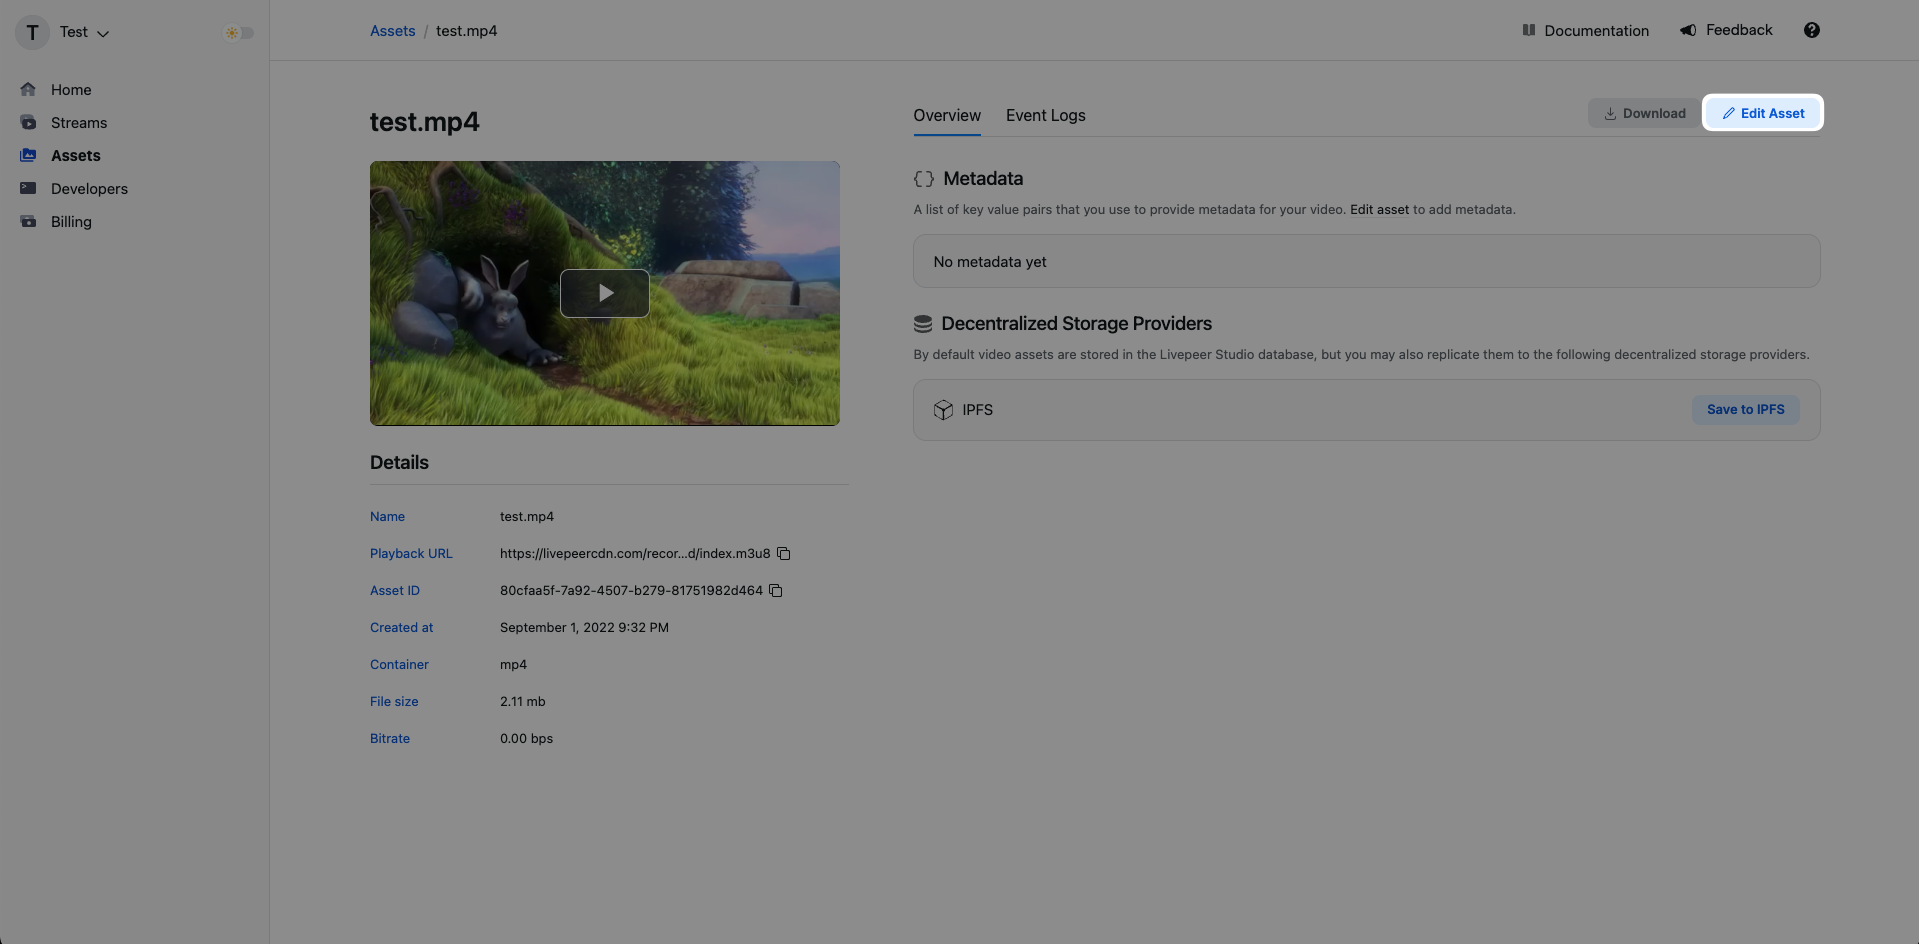 T
Test
Home
Streams
Assets
Developers
Billing
Assets / test.mp4
Documentation
Feedback
?
test.mp4
Overview
Event Logs
Download
Edit Asset
Metadata
A list of key value pairs that you use to provide metadata for your video. Edit asset to add metadata.
No metadata yet
Decentralized Storage Providers
By default video assets are stored in the Livepeer Studio database, but you may also replicate them to the following decentralized storage providers.
IPFS
Save to IPFS
Details
Name test.mp4
Playback URL https://livepeercdn.com/recor...d/index.m3u8
Asset ID 80cfaa5f-7a92-4507-b279-81751982d464
Created at September 1, 2022 9:32 PM
Container mp4
File size 2.11 mb
Bitrate 0.00 bps